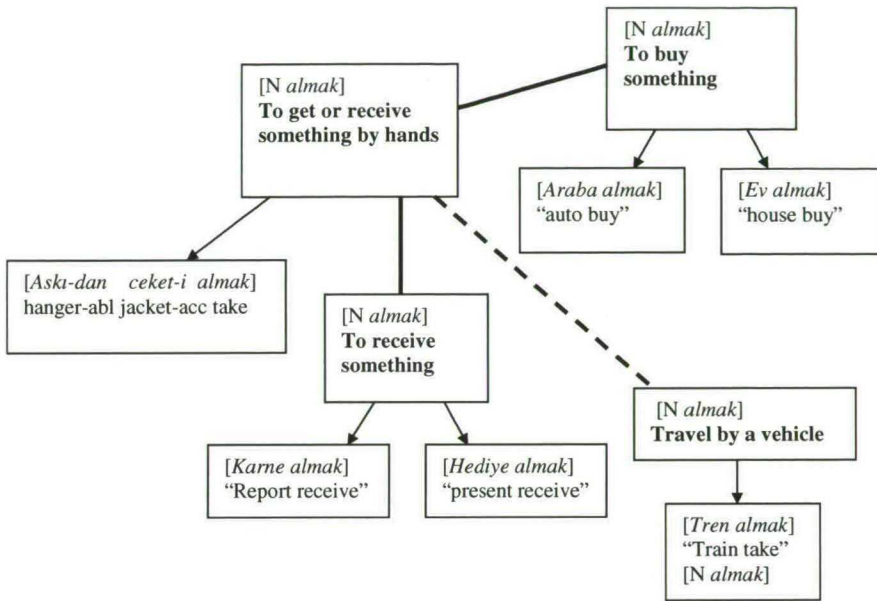 [N almak]
To buy
something
[N almak]
To get or receive
something by hands
[Araba almak]
“auto buy”
[Ev almak]
“house buy”
[Askı-dan ceket-i almak]
hanger-abl jacket-acc take
[N almak]
To receive
something
[N almak]
Travel by a vehicle
[Karne almak]
“Report receive”
[Hediye almak]
“present receive”
[Tren almak]
“Train take”
[N almak]